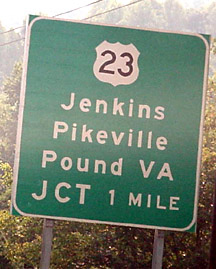 23
Jenkins
Pikeville
Pound VA
JCT 1 MILE